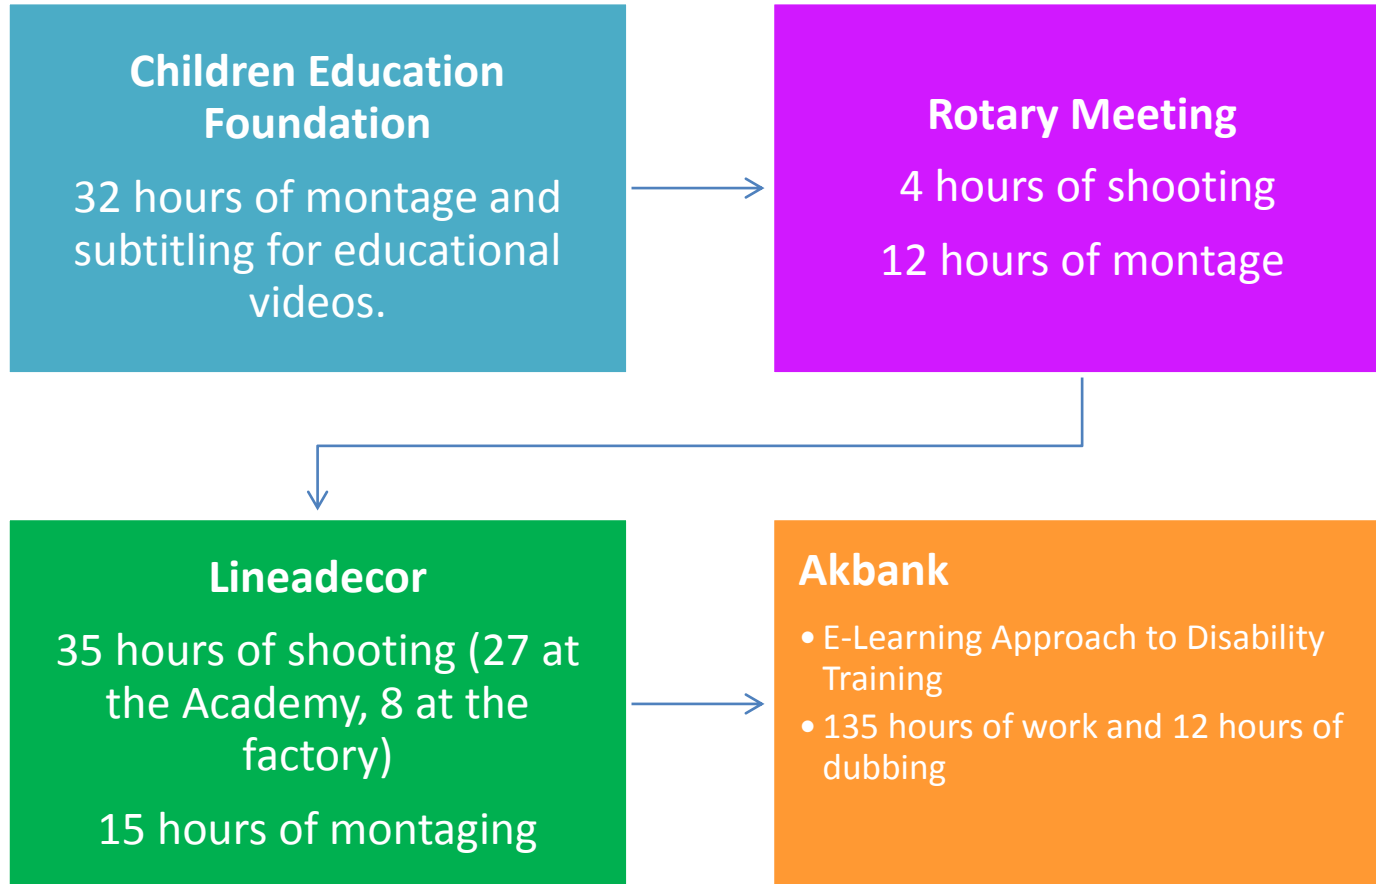 Children Education
Foundation
32 hours of montage and
subtitling for educational
videos.
Rotary Meeting
4 hours of shooting
12 hours of montage
Lineadecor
35 hours of shooting (27 at
the Academy, 8 at the
factory)
15 hours of montaging
Akbank
• E-Learning Approach to Disability
Training
• 135 hours of work and 12 hours of
dubbing